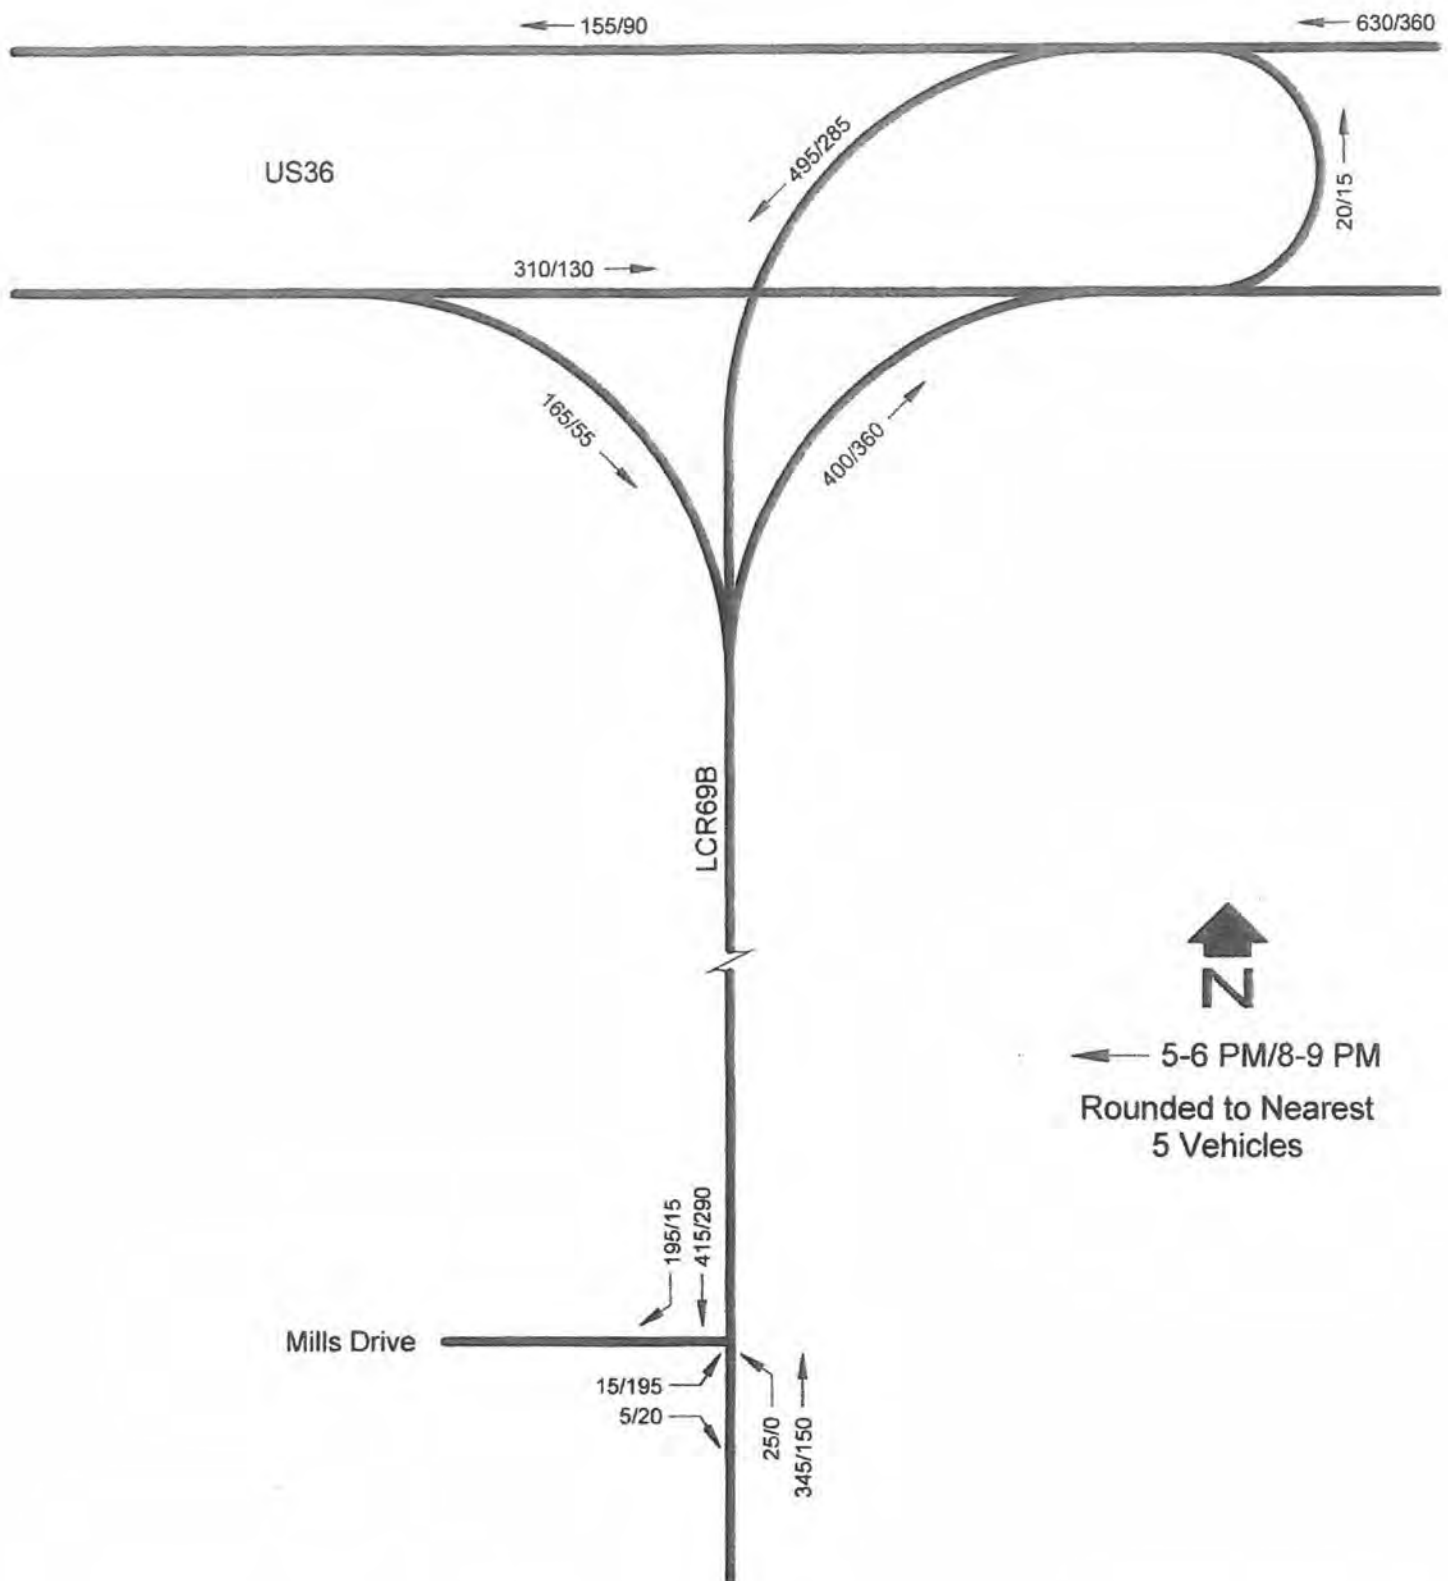 155/90
630/360
495/285
US36
20/15
310/130
165/55
400/360
LCR69B
N
5-6 PM/8-9 PM
Rounded to Nearest
5 Vehicles
195/15
415/290
Mills Drive
15/195
5/20
25/0
345/150